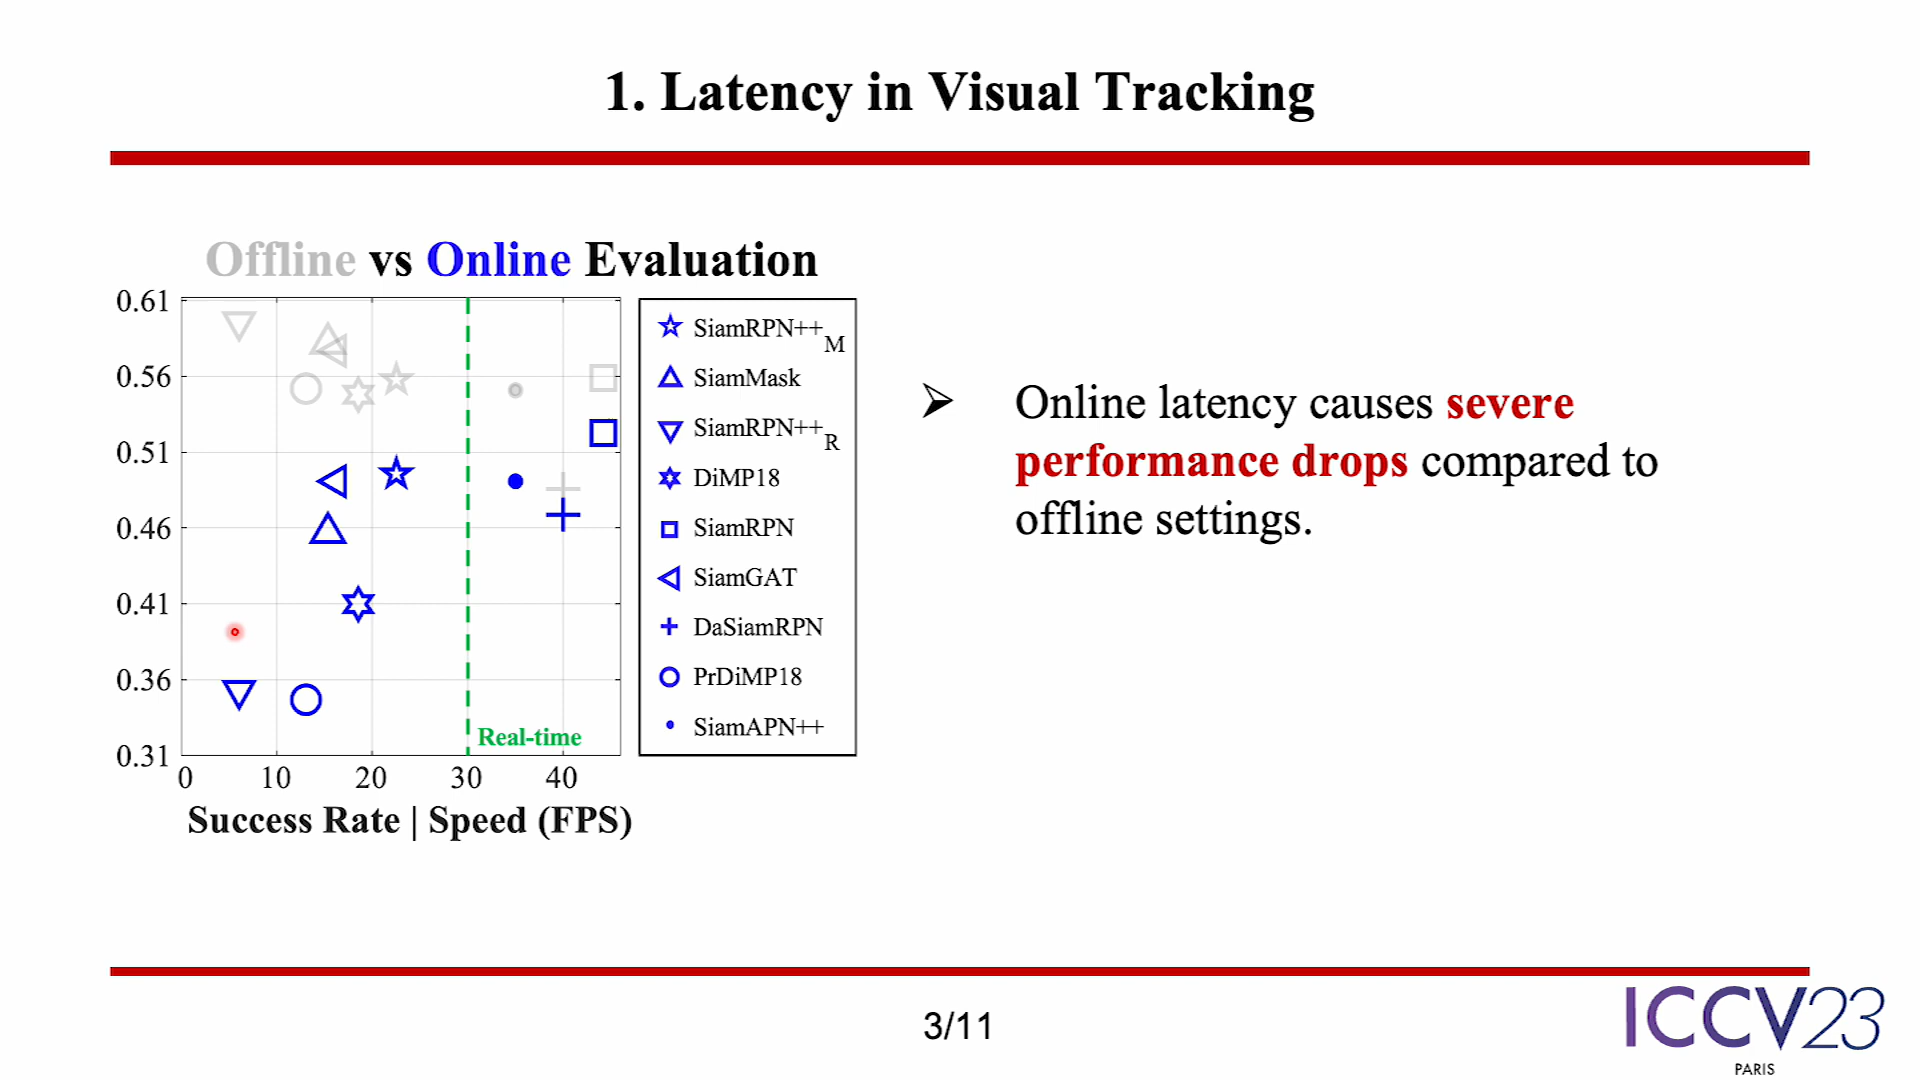 1. Latency in Visual Tracking
Offline vs Online Evaluation
0.61
0.56
0.51
0.46
0.41
0.36
0.31
0 10 20 30 40
Real-time
Success Rate | Speed (FPS)
SiamRPN++M
SiamMask
SiamRPN++R
DiMP18
SiamRPN
SiamGAT
DaSiamRPN
PrDiMP18
SiamAPN++
➢ Online latency causes severe
performance drops compared to
offline settings.
3/11
ICCV23
PARIS